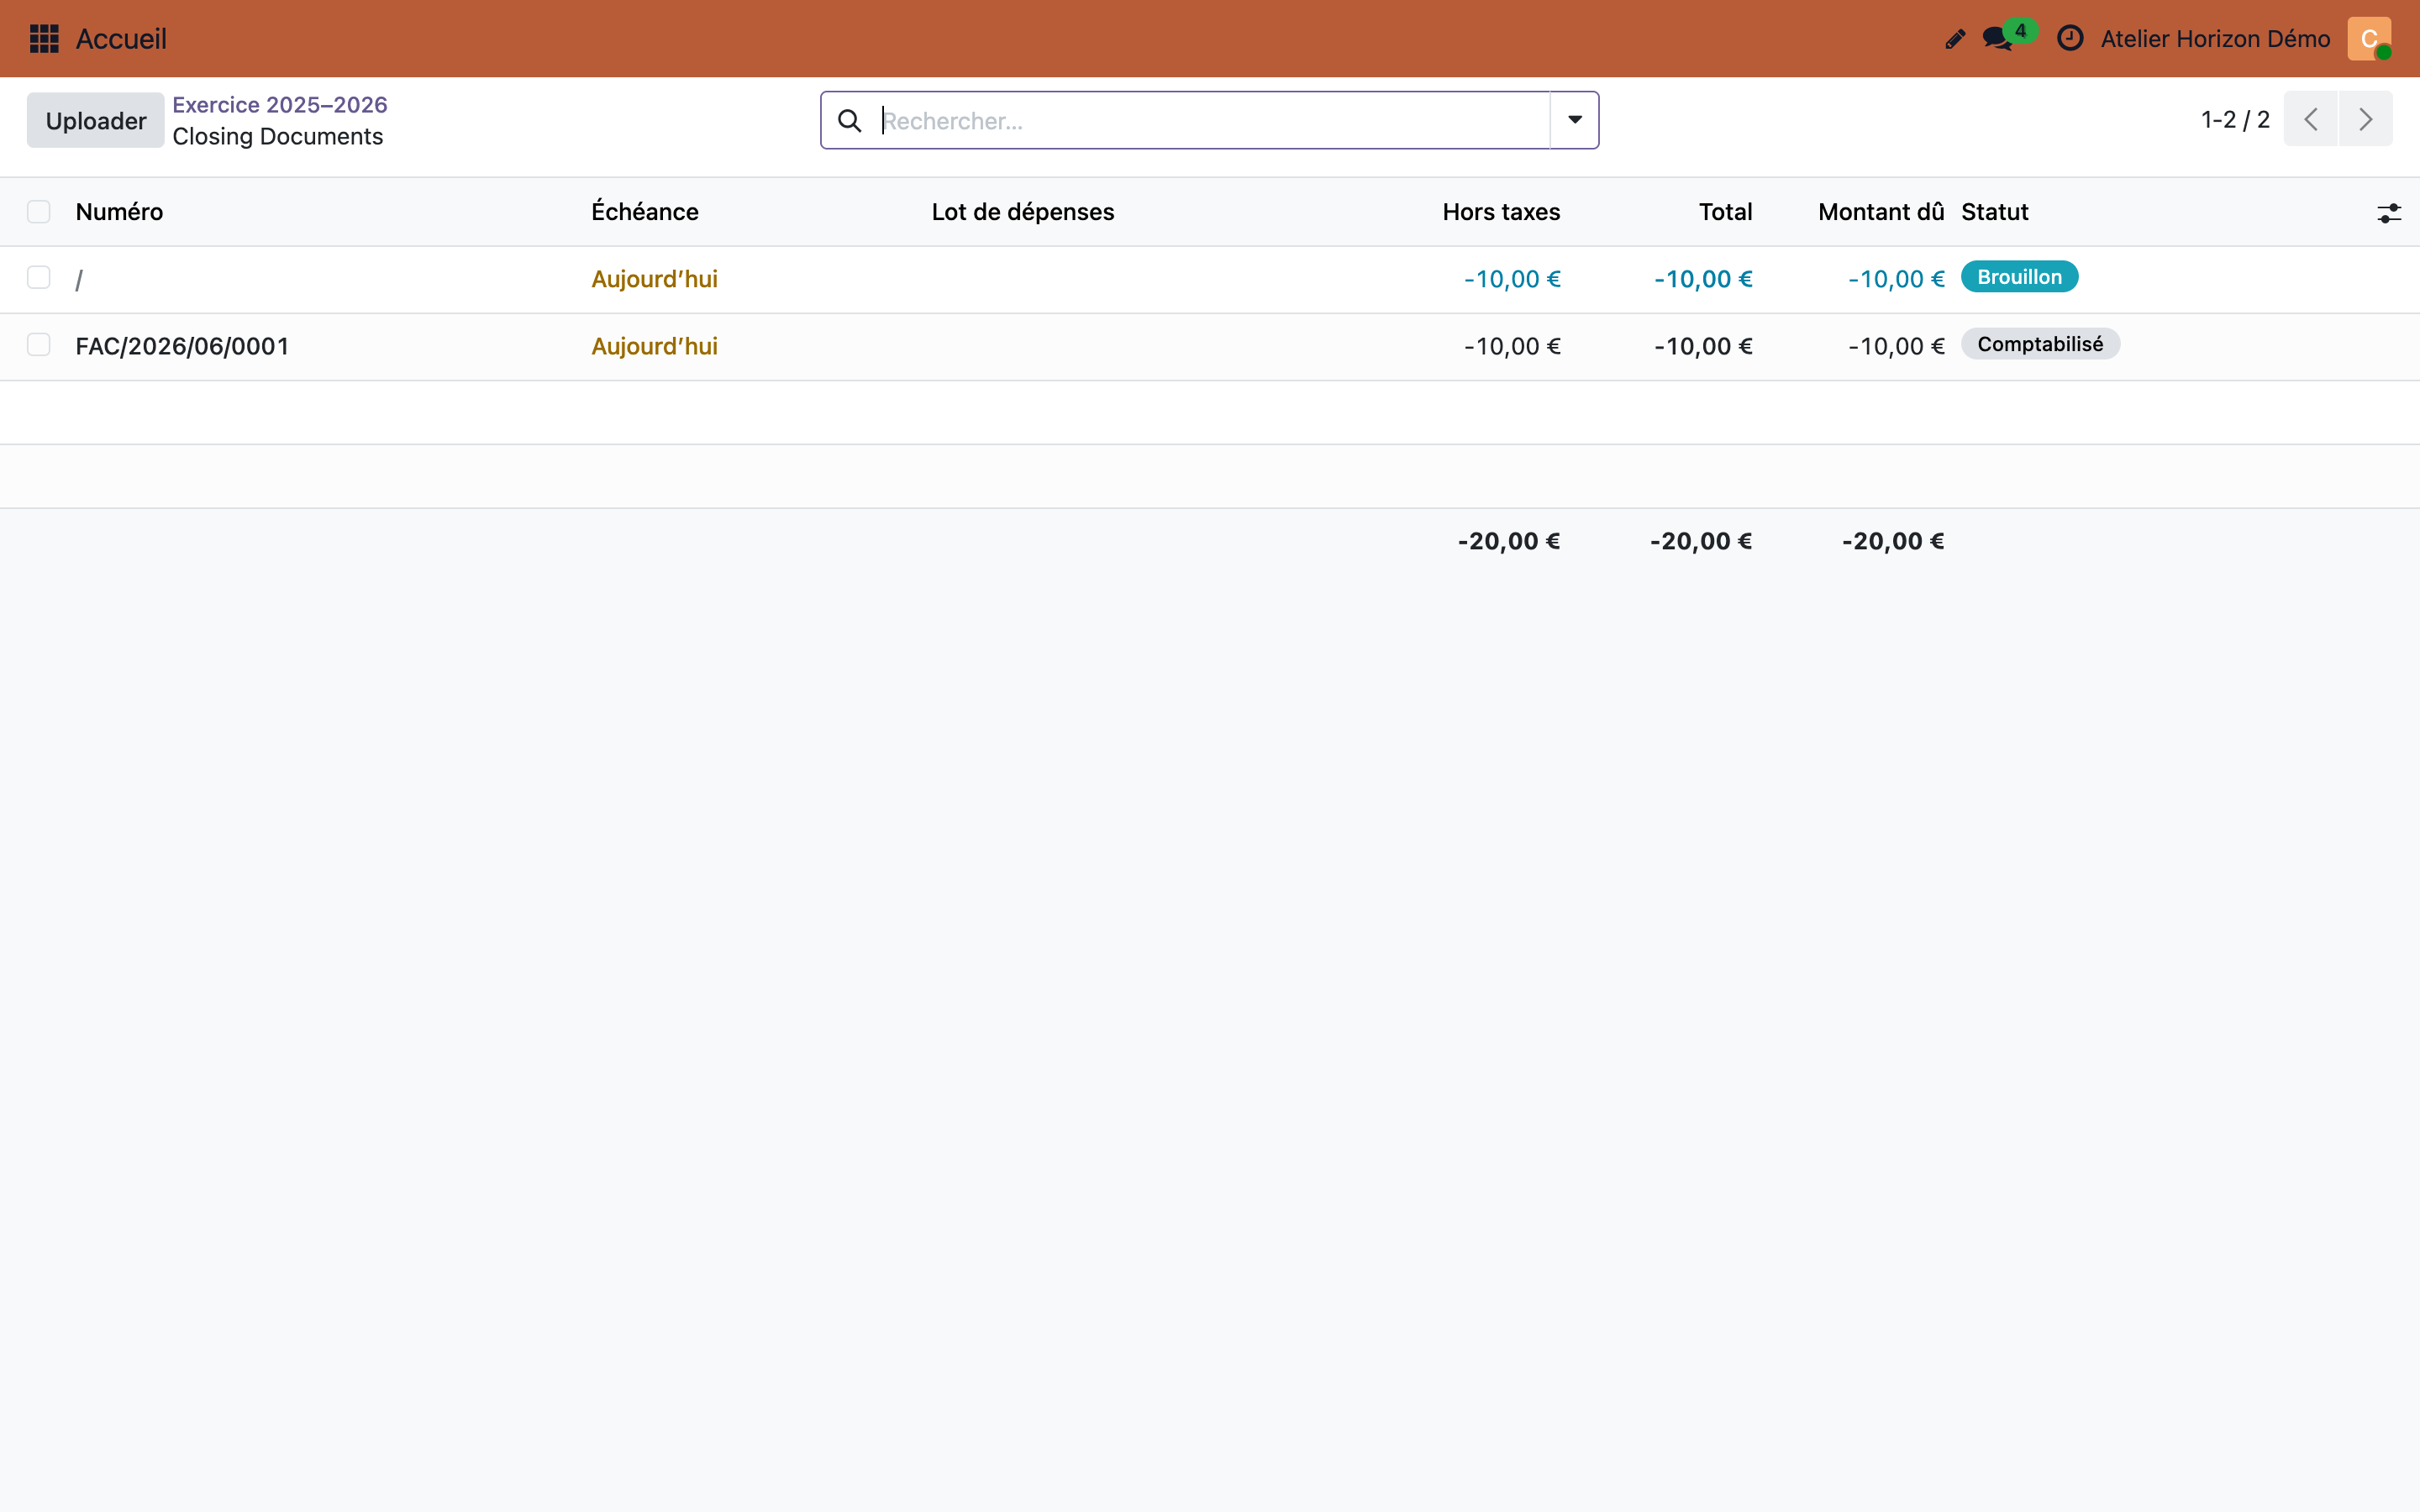 Accueil
4
Atelier Horizon Démo
C
Uploader
Exercice 2025–2026
Closing Documents
Rechercher...
1-2 / 2
Numéro Échéance Lot de dépenses Hors taxes Total Montant dû Statut
/ Aujourd’hui -10,00 € -10,00 € -10,00 € Brouillon
FAC/2026/06/0001 Aujourd’hui -10,00 € -10,00 € -10,00 € Comptabilisé
-20,00 € -20,00 € -20,00 €